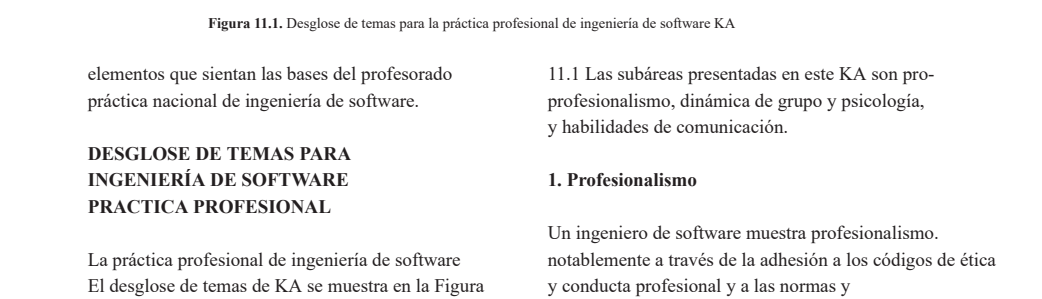 Figura 11.1. Desglose de temas para la práctica profesional de ingeniería de software KA
elementos que sientan las bases del profesorado
práctica nacional de ingeniería de software.
DESGLOSE DE TEMAS PARA
INGENIERÍA DE SOFTWARE
PRACTICA PROFESIONAL
La práctica profesional de ingeniería de software
El desglose de temas de KA se muestra en la Figura
11.1 Las subáreas presentadas en este KA son pro-
profesionalismo, dinámica de grupo y psicología,
y habilidades de comunicación.
1. Profesionalismo
Un ingeniero de software muestra profesionalismo.
notablemente a través de la adhesión a los códigos de ética
y conducta profesional y a las normas y